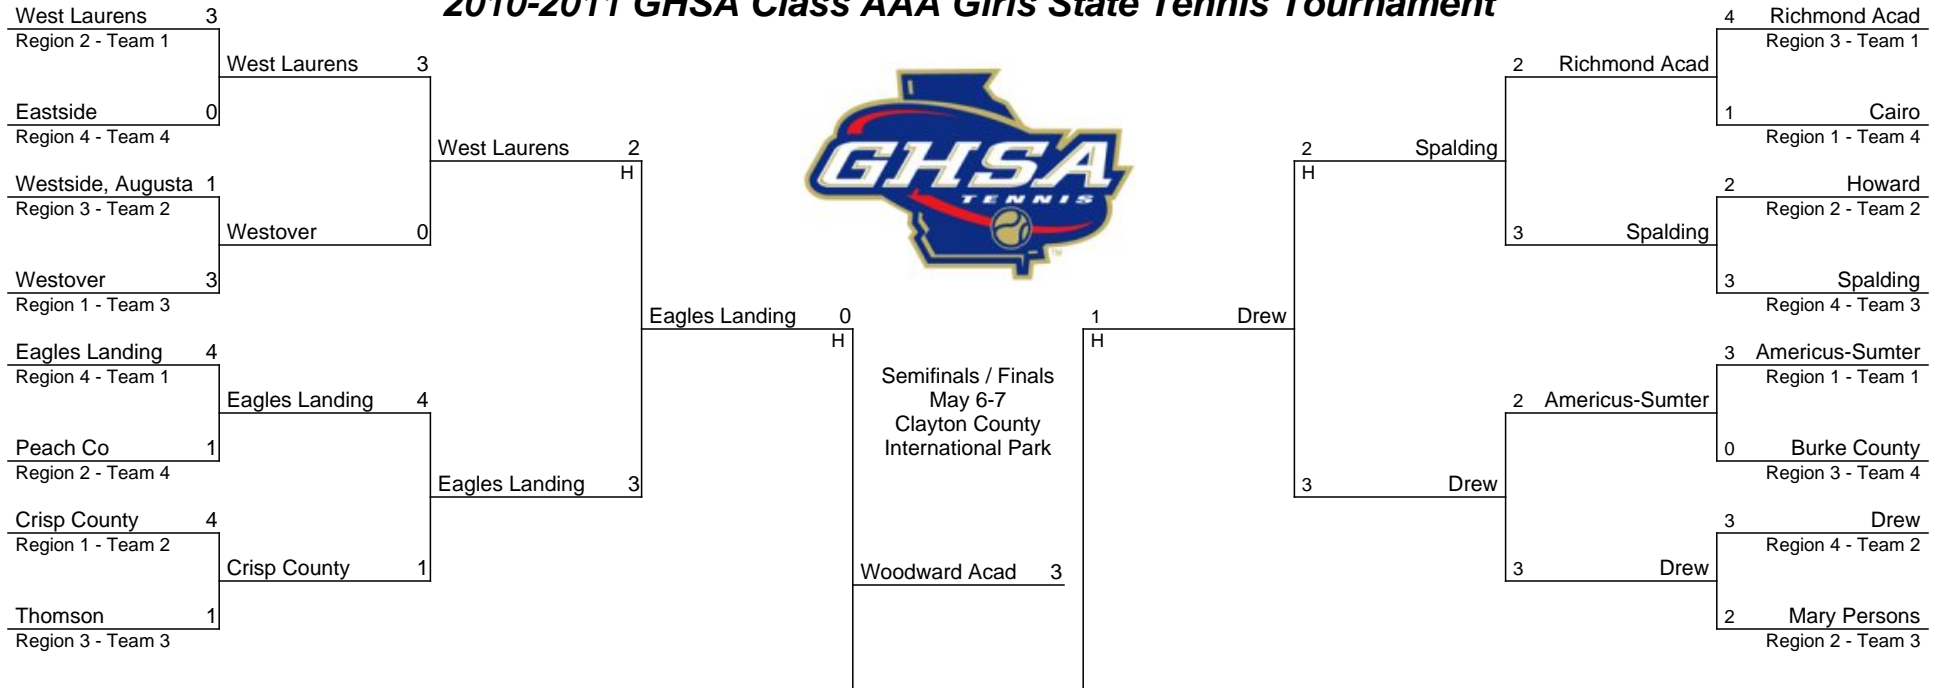 2010-2011 GHSA Class AAA Girls State Tennis Tournament
West Laurens 3
Region 2 - Team 1
West Laurens 3
Eastside 0
Region 4 - Team 4
West Laurens 2
H
Westside, Augusta 1
Region 3 - Team 2
Westover 0
Westover 3
Region 1 - Team 3
Eagles Landing 0
H
Eagles Landing 4
Region 4 - Team 1
Eagles Landing 4
Peach Co 1
Region 2 - Team 4
Eagles Landing 3
Crisp County 4
Region 1 - Team 2
Crisp County 1
Thomson 1
Region 3 - Team 3
GHSA
TENNIS
TM
Semifinals / Finals
May 6-7
Clayton County
International Park
Woodward Acad 3
4 Richmond Acad
Region 3 - Team 1
2 Richmond Acad
1 Cairo
Region 1 - Team 4
2 Spalding
H
2 Howard
Region 2 - Team 2
3 Spalding
3 Spalding
Region 4 - Team 3
1 Drew
H
3 Americus-Sumter
Region 1 - Team 1
2 Americus-Sumter
0 Burke County
Region 3 - Team 4
3 Drew
3 Drew
Region 4 - Team 2
3 Drew
2 Mary Persons
Region 2 - Team 3